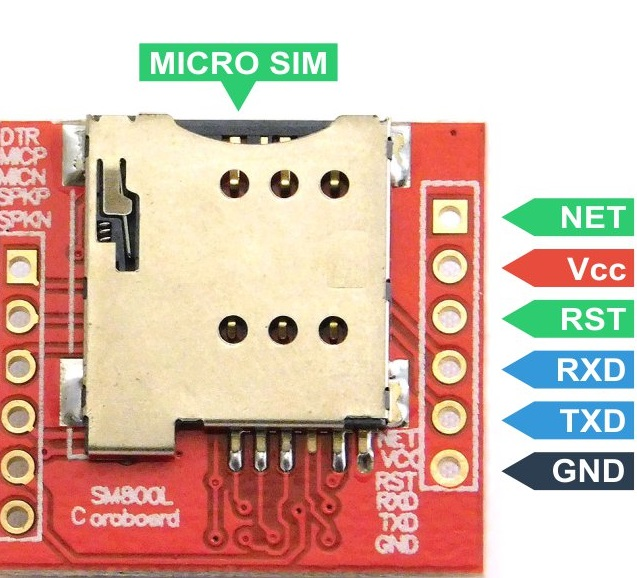 MICRO SIM
DTR
MICP
MICN
SPKP
SPKN
NET
Vcc
RST
RXD
TXD
GND
NET
VCC
RST
RXD
TXD
GND
SM800L
Coroboard